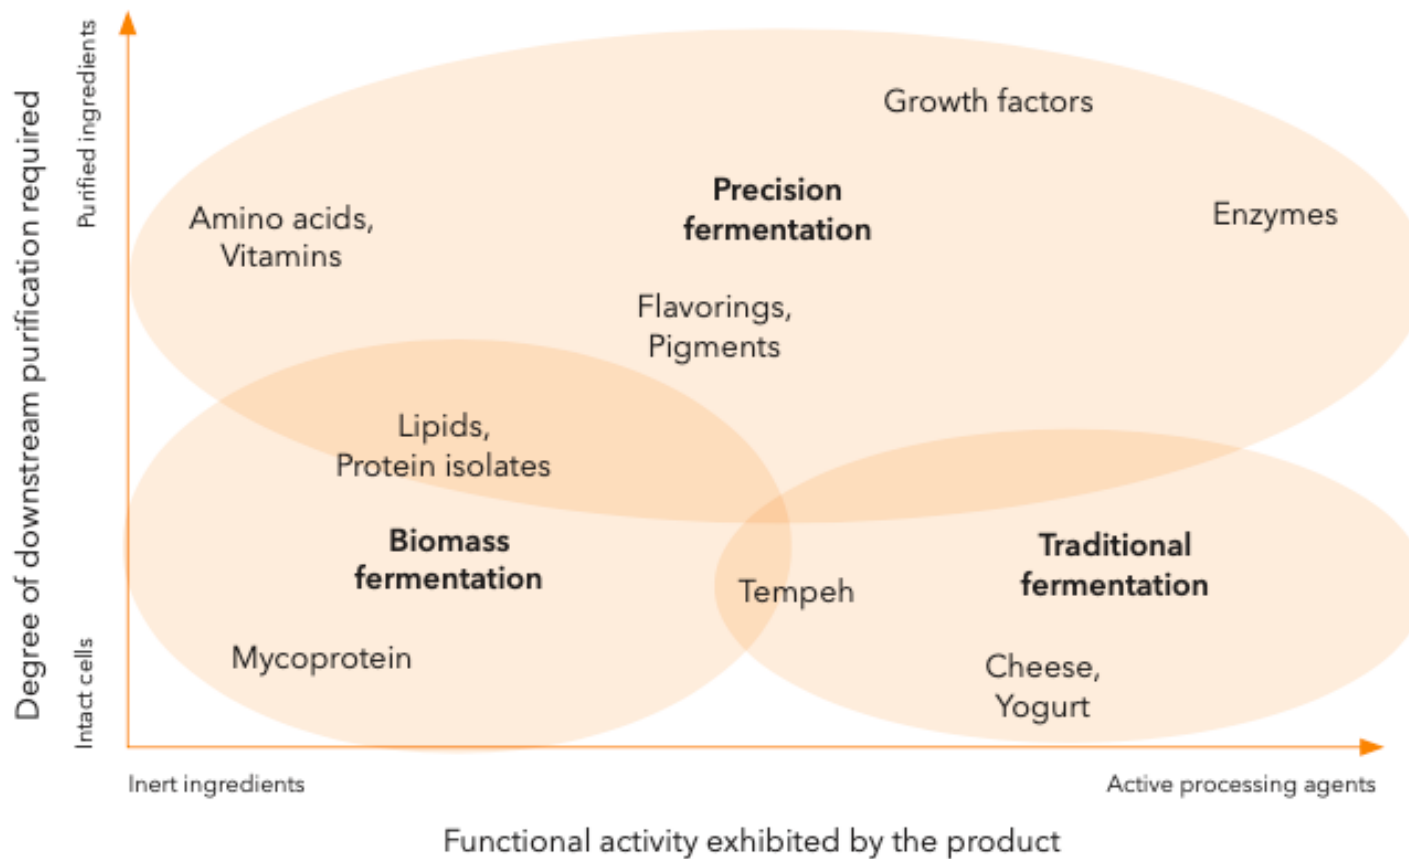 Degree of downstream purification required
Purified ingredients
Intact cells
Growth factors
Precision
fermentation
Amino acids,
Vitamins
Enzymes
Flavorings,
Pigments
Lipids,
Protein isolates
Biomass
fermentation
Traditional
fermentation
Tempeh
Mycoprotein
Cheese,
Yogurt
Inert ingredients
Active processing agents
Functional activity exhibited by the product